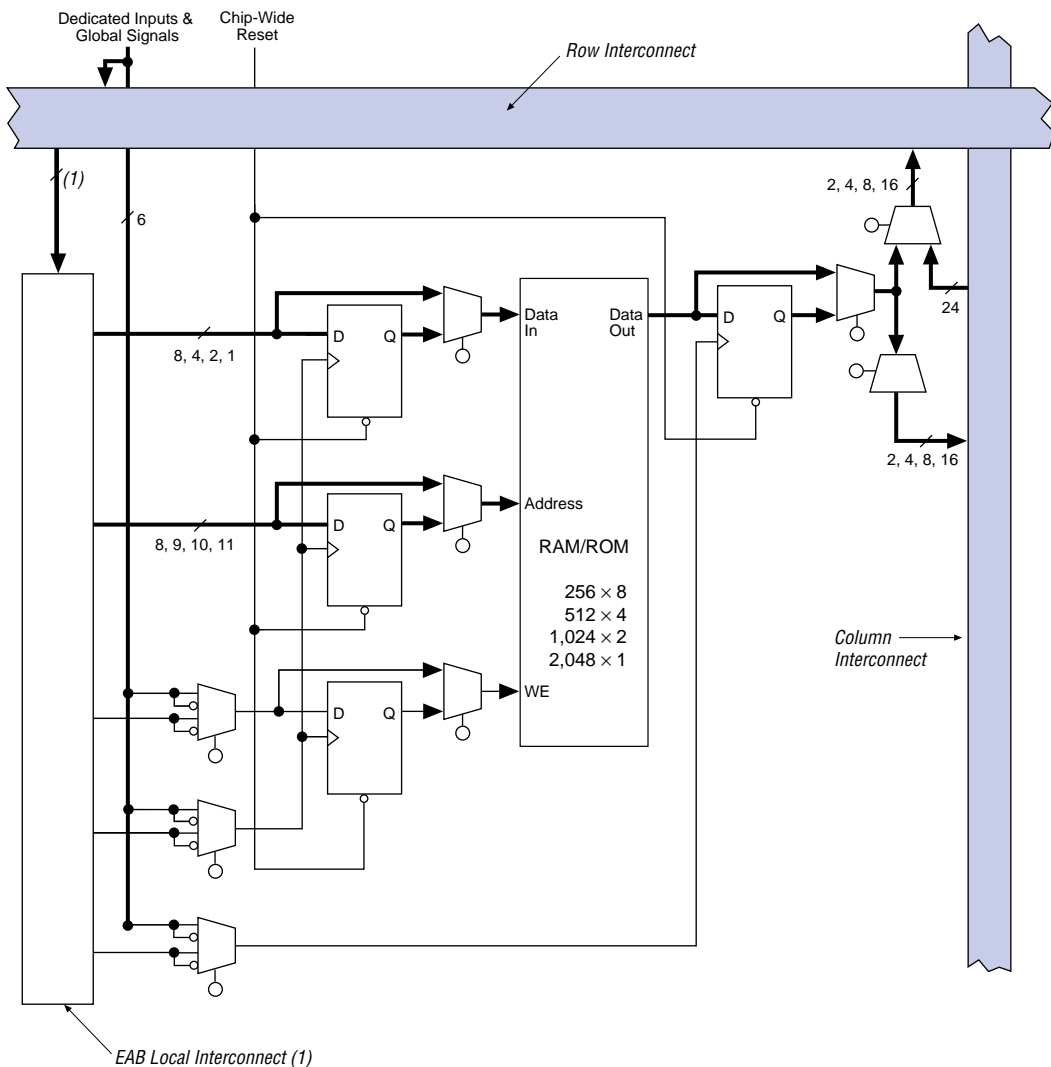 Dedicated Inputs &
Global Signals
Chip-Wide
Reset
Row Interconnect
(1)
6
2, 4, 8, 16
24
D
Q
Data
In
Data
Out
D
Q
8, 4, 2, 1
2, 4, 8, 16
D
Q
Address
8, 9, 10, 11
RAM/ROM
256 × 8
512 × 4
1,024 × 2
2,048 × 1
Column
Interconnect
WE
D
Q
EAB Local Interconnect (1)